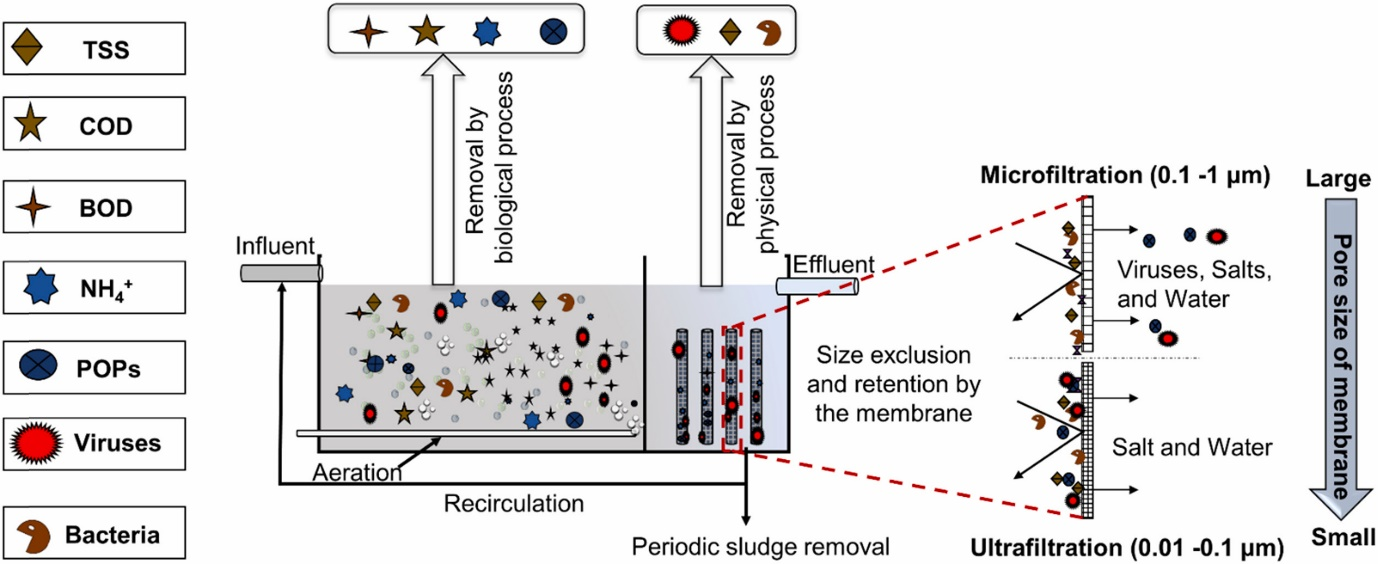 TSS
COD
BOD
NH₄⁺
POPs
Viruses
Bacteria
Removal by
biological process
Removal by
physical process
Influent
Effluent
Aeration
Recirculation
Periodic sludge removal
Size exclusion
and retention by
the membrane
Microfiltration (0.1 -1 µm)
Viruses, Salts,
and Water
Salt and Water
Ultrafiltration (0.01 -0.1 µm)
Large
Pore size of membrane
Small